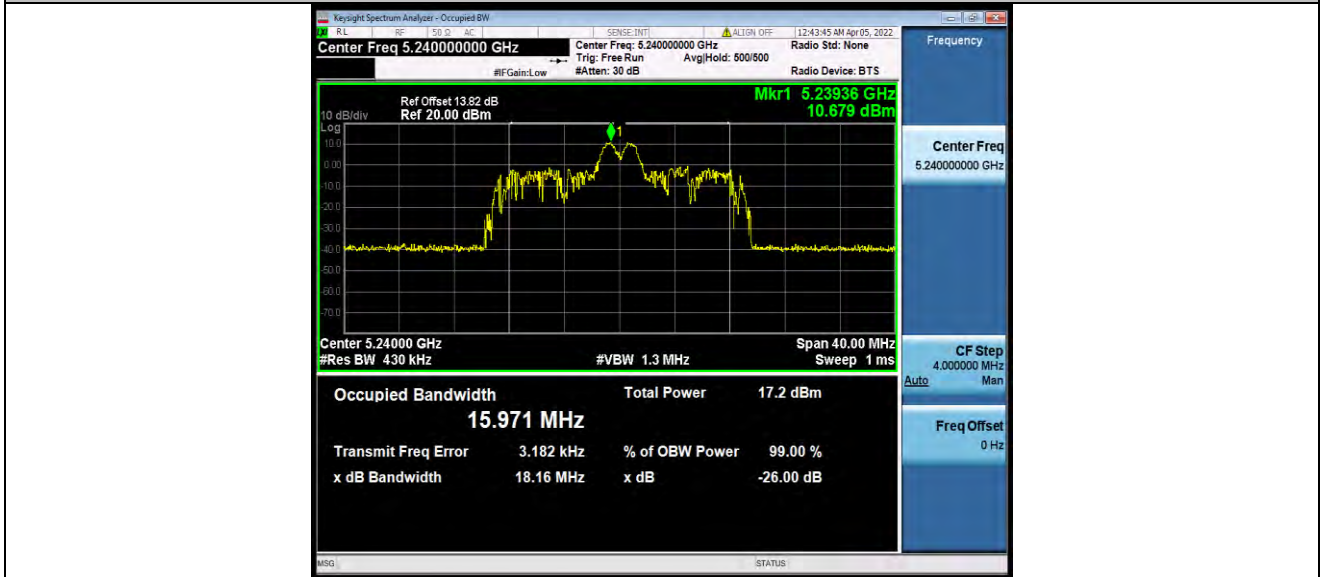 Keysight Spectrum Analyzer - Occupied BW
RL RF 50 Ω AC SENSE:INT ALIGN OFF 12:43:45 AM Apr 05, 2022
Center Freq 5.240000000 GHz
Center Freq: 5.240000000 GHz Radio Std: None
Trig: Free Run Avg|Hold: 500/500
#IFGain:Low #Atten: 30 dB Radio Device: BTS
Frequency
Mkr1 5.23936 GHz
10.679 dBm
Ref Offset 13.82 dB
10 dB/div Ref 20.00 dBm
Log
10.0
0.00
-10.0
-20.0
-30.0
-40.0
-50.0
-60.0
-70.0
1
Center 5.24000 GHz Span 40.00 MHz
#Res BW 430 kHz #VBW 1.3 MHz Sweep 1 ms
Occupied Bandwidth Total Power 17.2 dBm
15.971 MHz
Transmit Freq Error 3.182 kHz % of OBW Power 99.00 %
x dB Bandwidth 18.16 MHz x dB -26.00 dB
Center Freq
5.240000000 GHz
CF Step
4.000000 MHz
Auto Man
Freq Offset
0 Hz
MSG STATUS